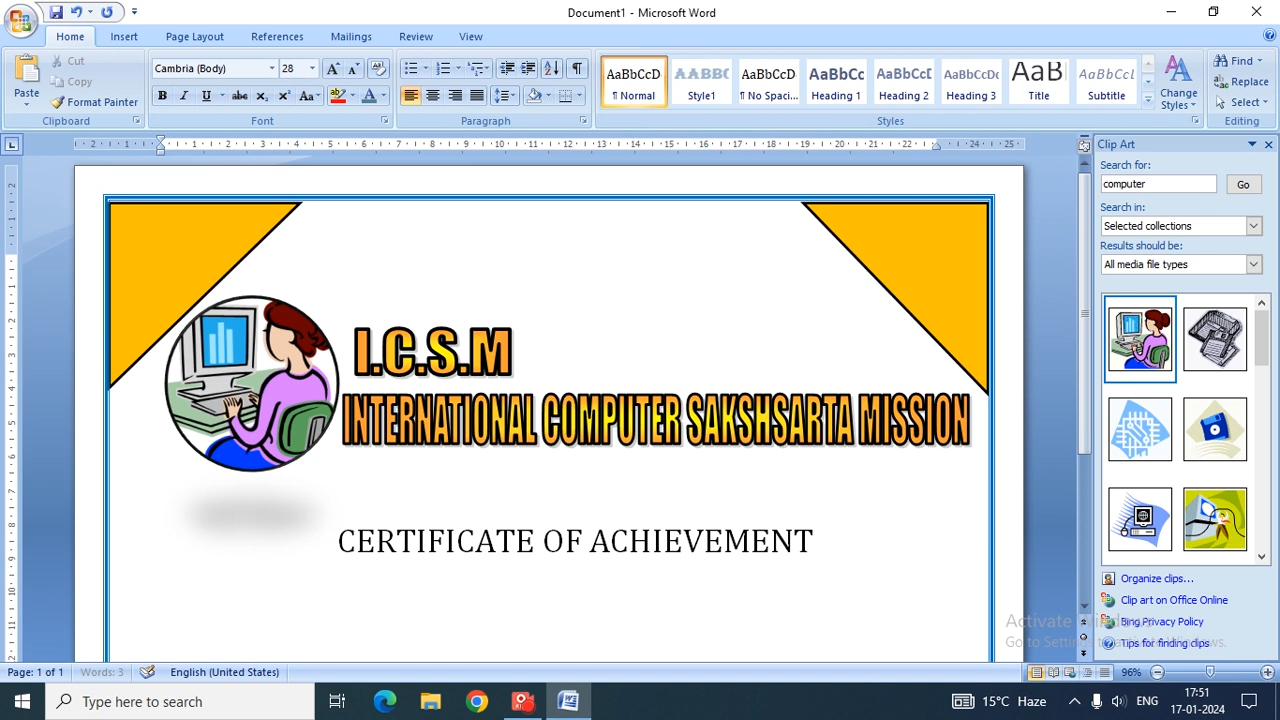 Document1 - Microsoft Word
Home Insert Page Layout References Mailings Review View
Paste
Cut
Copy
Format Painter
Clipboard
Cambria (Body) 28
Font
Paragraph
AaBbCcD
¶ Normal
AABBC
Style1
AaBbCcD
¶ No Spaci...
AaBbCc
Heading 1
AaBbCcD
Heading 2
AaBbCcDc
Heading 3
Title
AaBbCcL
Subtitle
Change
Styles
Styles
Find
Replace
Select
Editing
Clip Art
Search for:
computer Go
Search in:
Selected collections
Results should be:
All media file types
I.C.S.M
INTERNATIONAL COMPUTER SAKSHSARTA MISSION
CERTIFICATE OF ACHIEVEMENT
Organize clips...
Clip art on Office Online
Bing Privacy Policy
Tips for finding clips
Page: 1 of 1 Words: 3 English (United States) 96%
Type here to search
15°C Haze ENG
17:51
17-01-2024